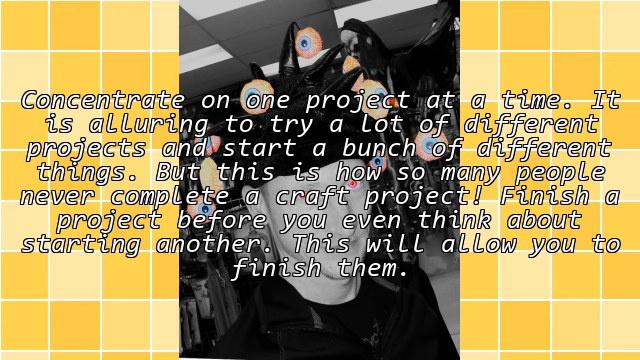 Concentrate on one project at a time. It
is alluring to try a lot of different
projects and start a bunch of different
things. But this is how so many people
never complete a craft project! Finish a
project before you even think about
starting another. This will allow you to
finish them.